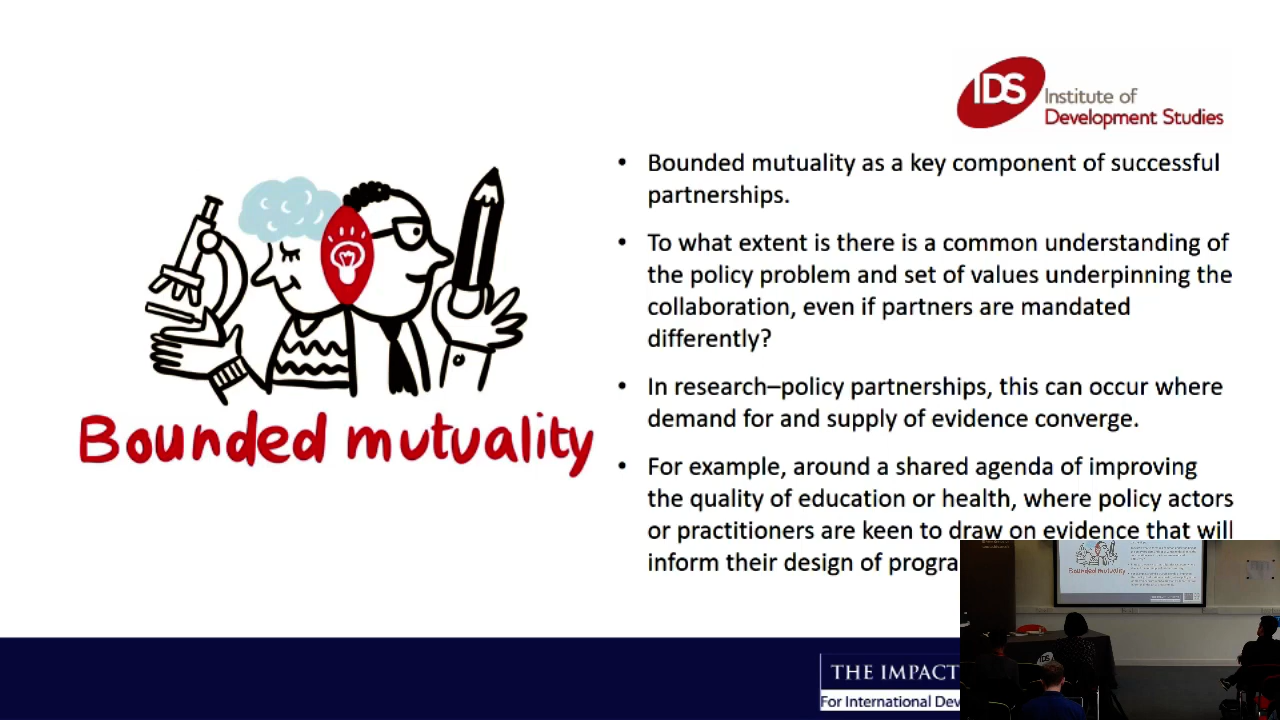 IDS
Institute of
Development Studies
Bounded mutuality
• Bounded mutuality as a key component of successful
partnerships.
• To what extent is there is a common understanding of
the policy problem and set of values underpinning the
collaboration, even if partners are mandated
differently?
• In research–policy partnerships, this can occur where
demand for and supply of evidence converge.
• For example, around a shared agenda of improving
the quality of education or health, where policy actors
or practitioners are keen to draw on evidence that will
inform their design of progra
THE IMPACT
For International Dev
Bounded mutuality
IDS